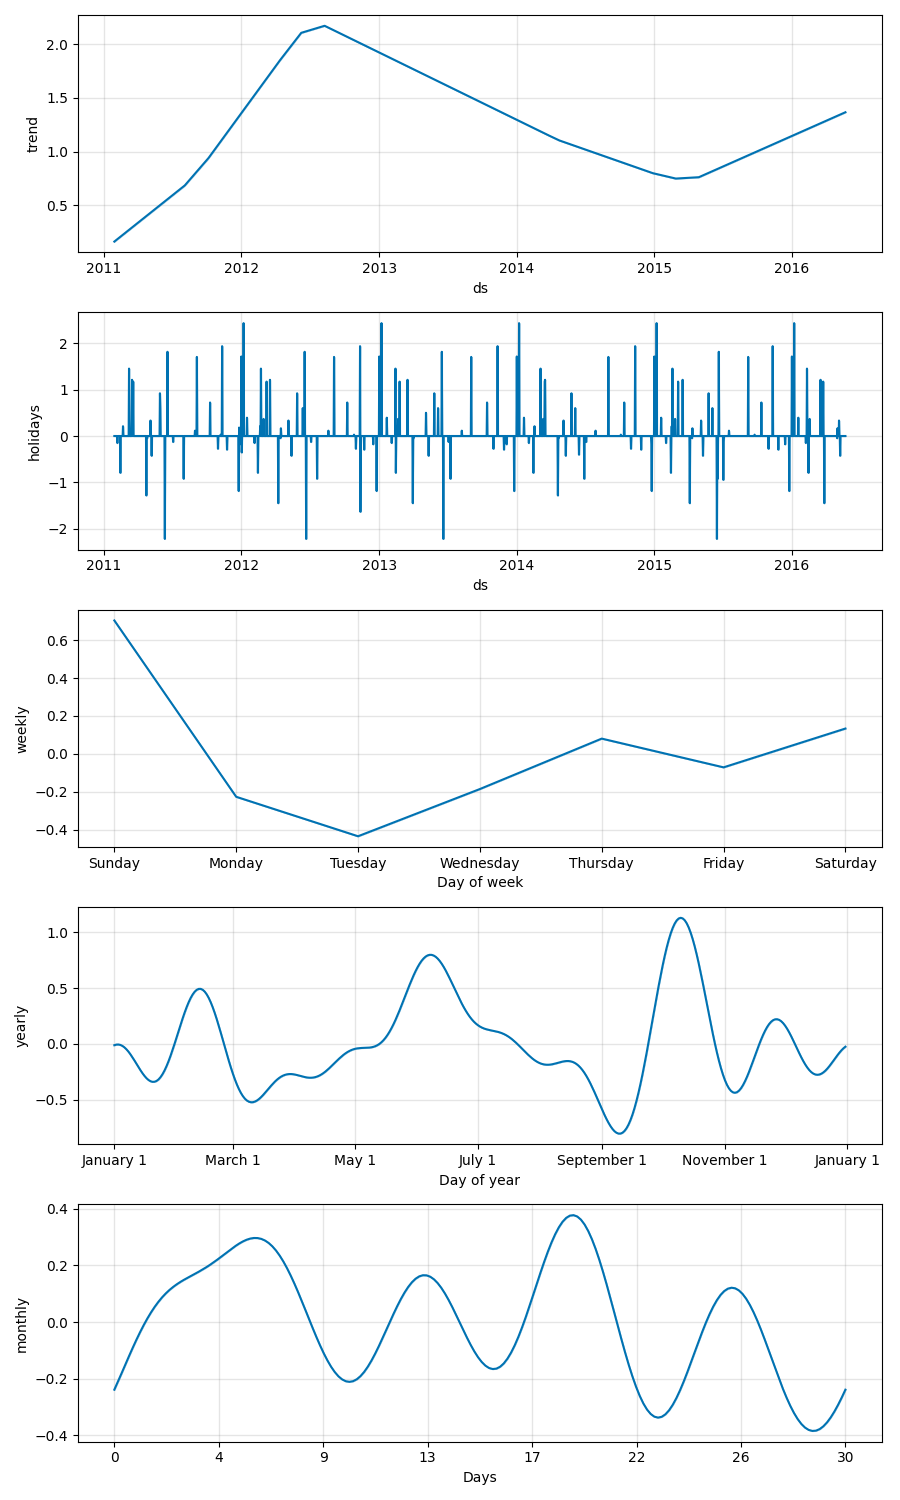 2.0
1.5
1.0
0.5
trend
2011 2012 2013 2014 2015 2016
ds
2
1
0
−1
−2
holidays
2011 2012 2013 2014 2015 2016
ds
0.6
0.4
0.2
0.0
−0.2
−0.4
weekly
Sunday Monday Tuesday Wednesday Thursday Friday Saturday
Day of week
1.0
0.5
0.0
−0.5
yearly
January 1 March 1 May 1 July 1 September 1 November 1 January 1
Day of year
0.4
0.2
0.0
−0.2
−0.4
monthly
0 4 9 13 17 22 26 30
Days